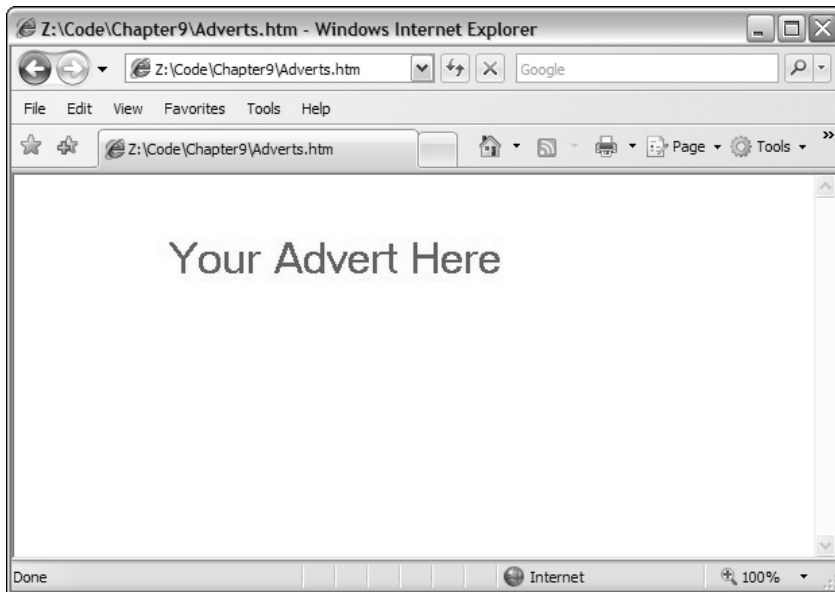 Z:\Code\Chapter9\Adverts.htm - Windows Internet Explorer
Z:\Code\Chapter9\Adverts.htm Google
File Edit View Favorites Tools Help
Z:\Code\Chapter9\Adverts.htm Page Tools »
Your Advert Here
Done Internet 100%